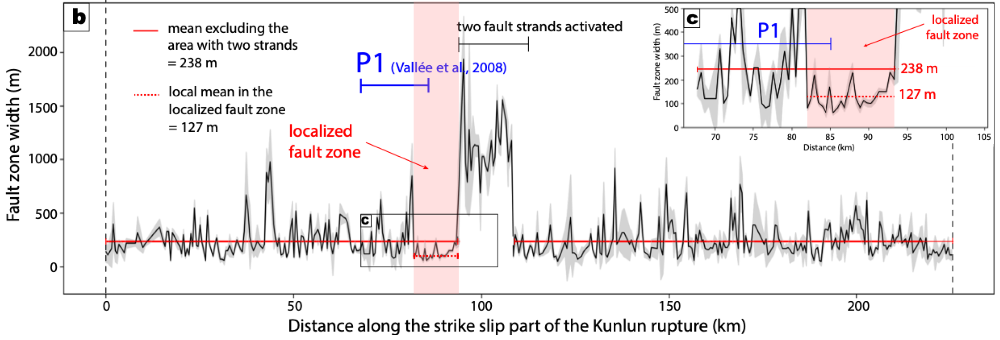 b
mean excluding the
area with two strands
= 238 m
local mean in the
localized fault zone
= 127 m
P1 (Vallée et al., 2008)
two fault strands activated
localized
fault zone
c
Fault zone width (m)
2000
1500
1000
500
0
0 50 100 150 200
Distance along the strike slip part of the Kunlun rupture (km)
c
P1
localized
fault zone
238 m
127 m
Fault zone width (m)
500
400
300
200
100
0
70 75 80 85 90 95 100 105
Distance (km)